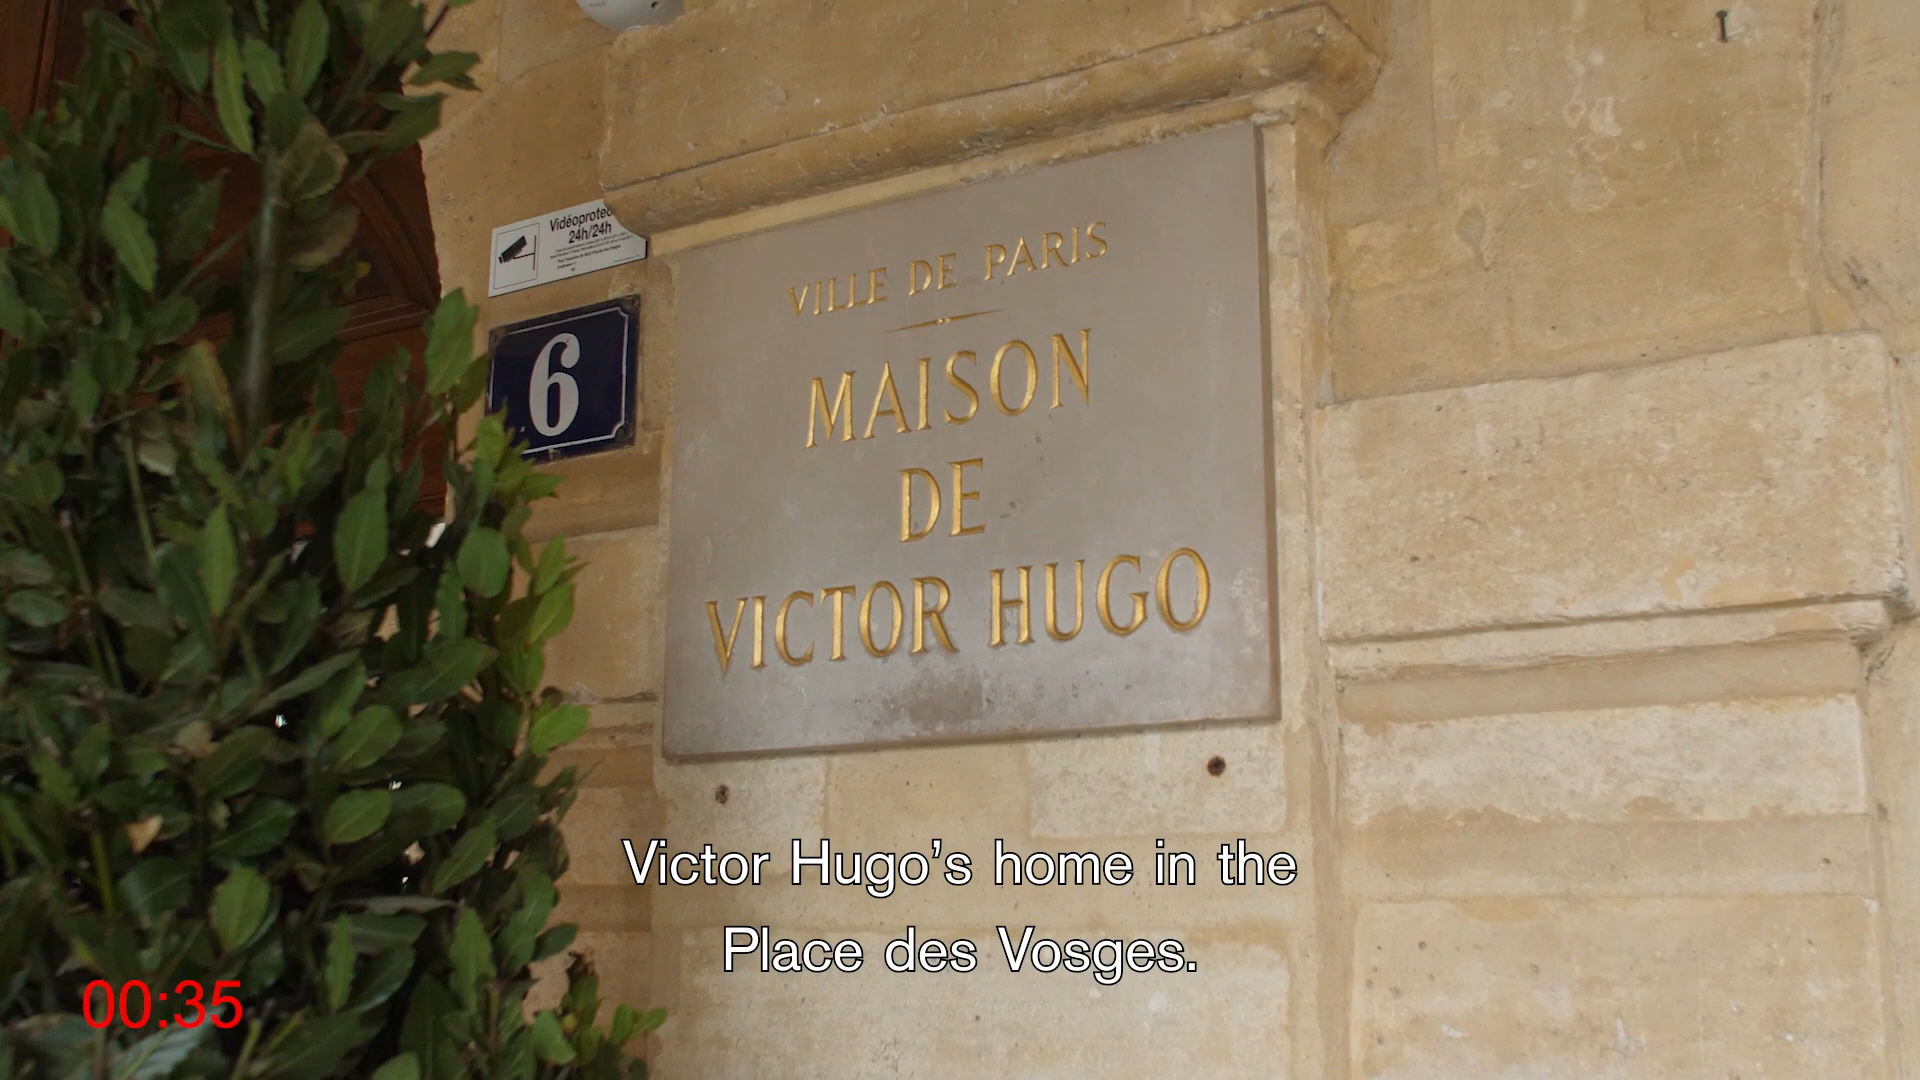 Vidéoprotec
24h/24h
6
VILLE DE PARIS
MAISON
DE
VICTOR HUGO
Victor Hugo’s home in the
Place des Vosges.
00:35